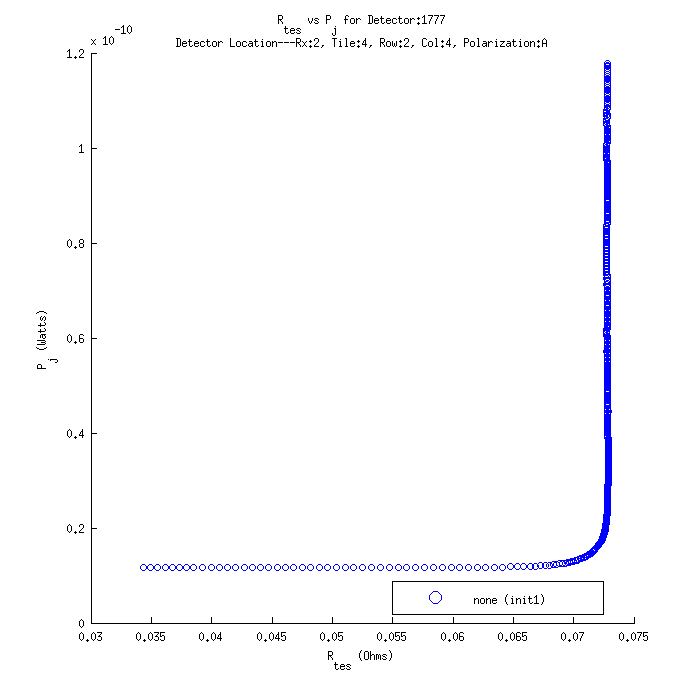 R_tes vs P_j for Detector:1777
Detector Location---Rx:2, Tile:4, Row:2, Col:4, Polarization:A
x 10^-10
1.2
1
0.8
0.6
0.4
0.2
0
P_j (Watts)
none (init1)
0.03 0.035 0.04 0.045 0.05 0.055 0.06 0.065 0.07 0.075
R_tes (Ohms)